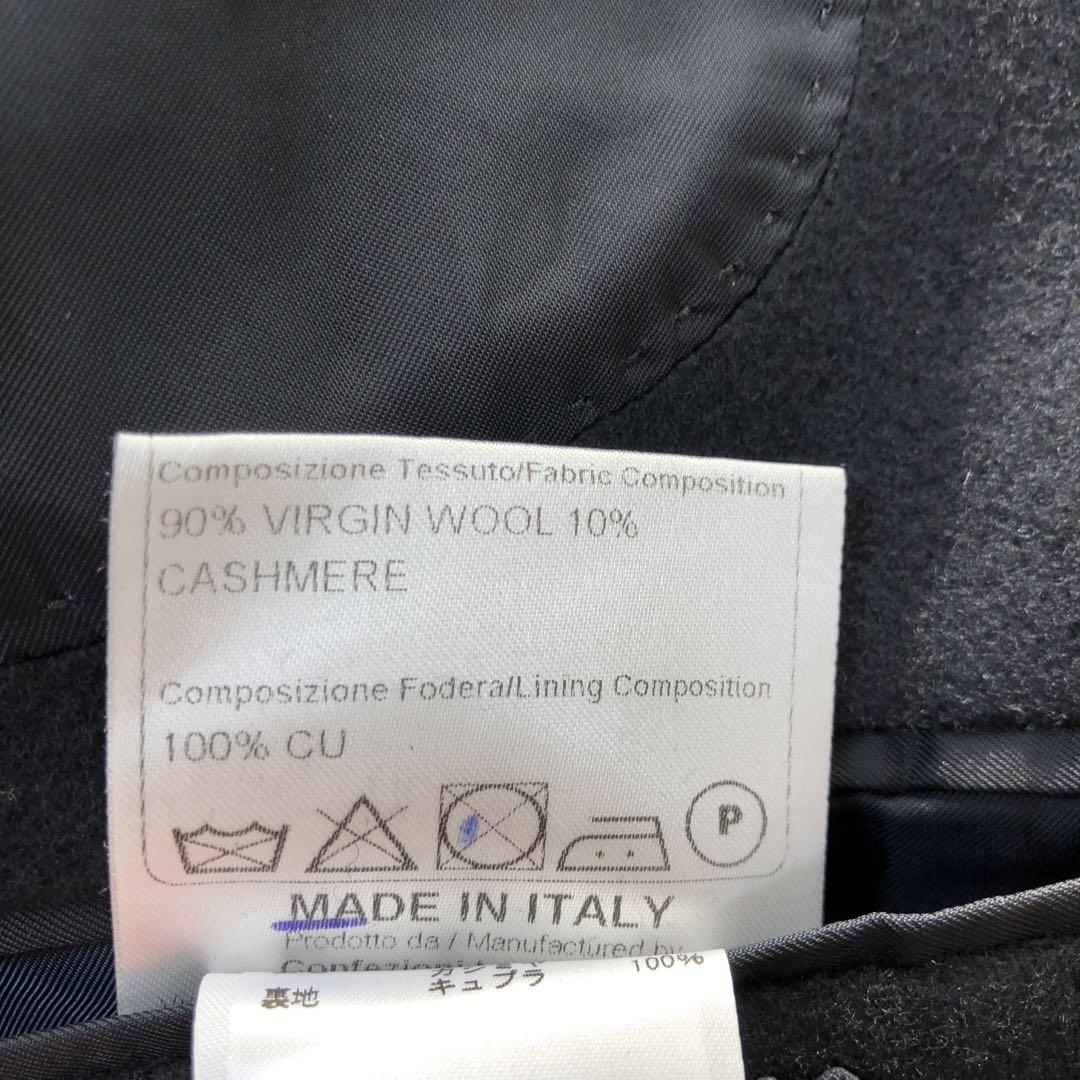 Composizione Tessuto/Fabric Composition
90% VIRGIN WOOL 10%
CASHMERE
Composizione Fodera/Lining Composition
100% CU
P
MADE IN ITALY
Prodotto da / Manufactured by
Confezioni
100%
裏地 キュプラ